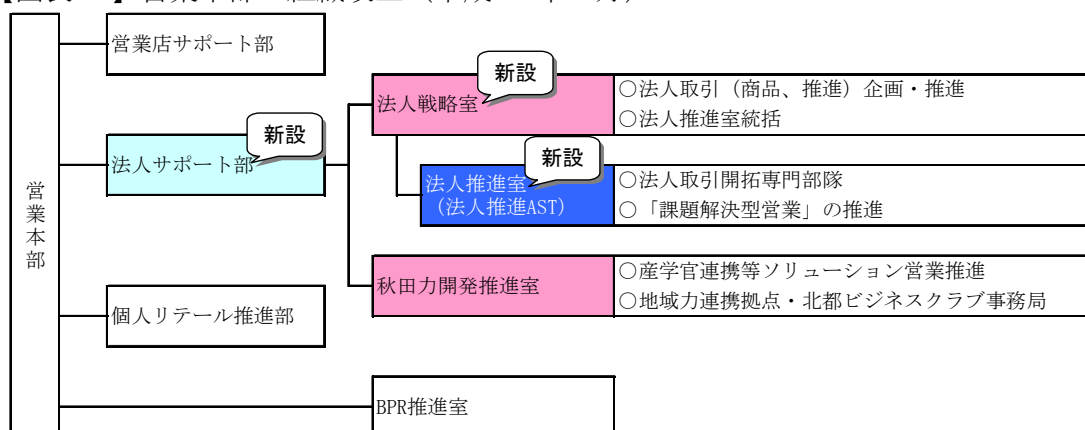 営業本部
営業店サポート部
新設
法人サポート部
新設
法人戦略室
○法人取引（商品、推進）企画・推進
○法人推進室統括
新設
法人推進室
（法人推進AST）
○法人取引開拓専門部隊
○「課題解決型営業」の推進
秋田力開発推進室
○産学官連携等ソリューション営業推進
○地域力連携拠点・北都ビジネスクラブ事務局
個人リテール推進部
BPR推進室